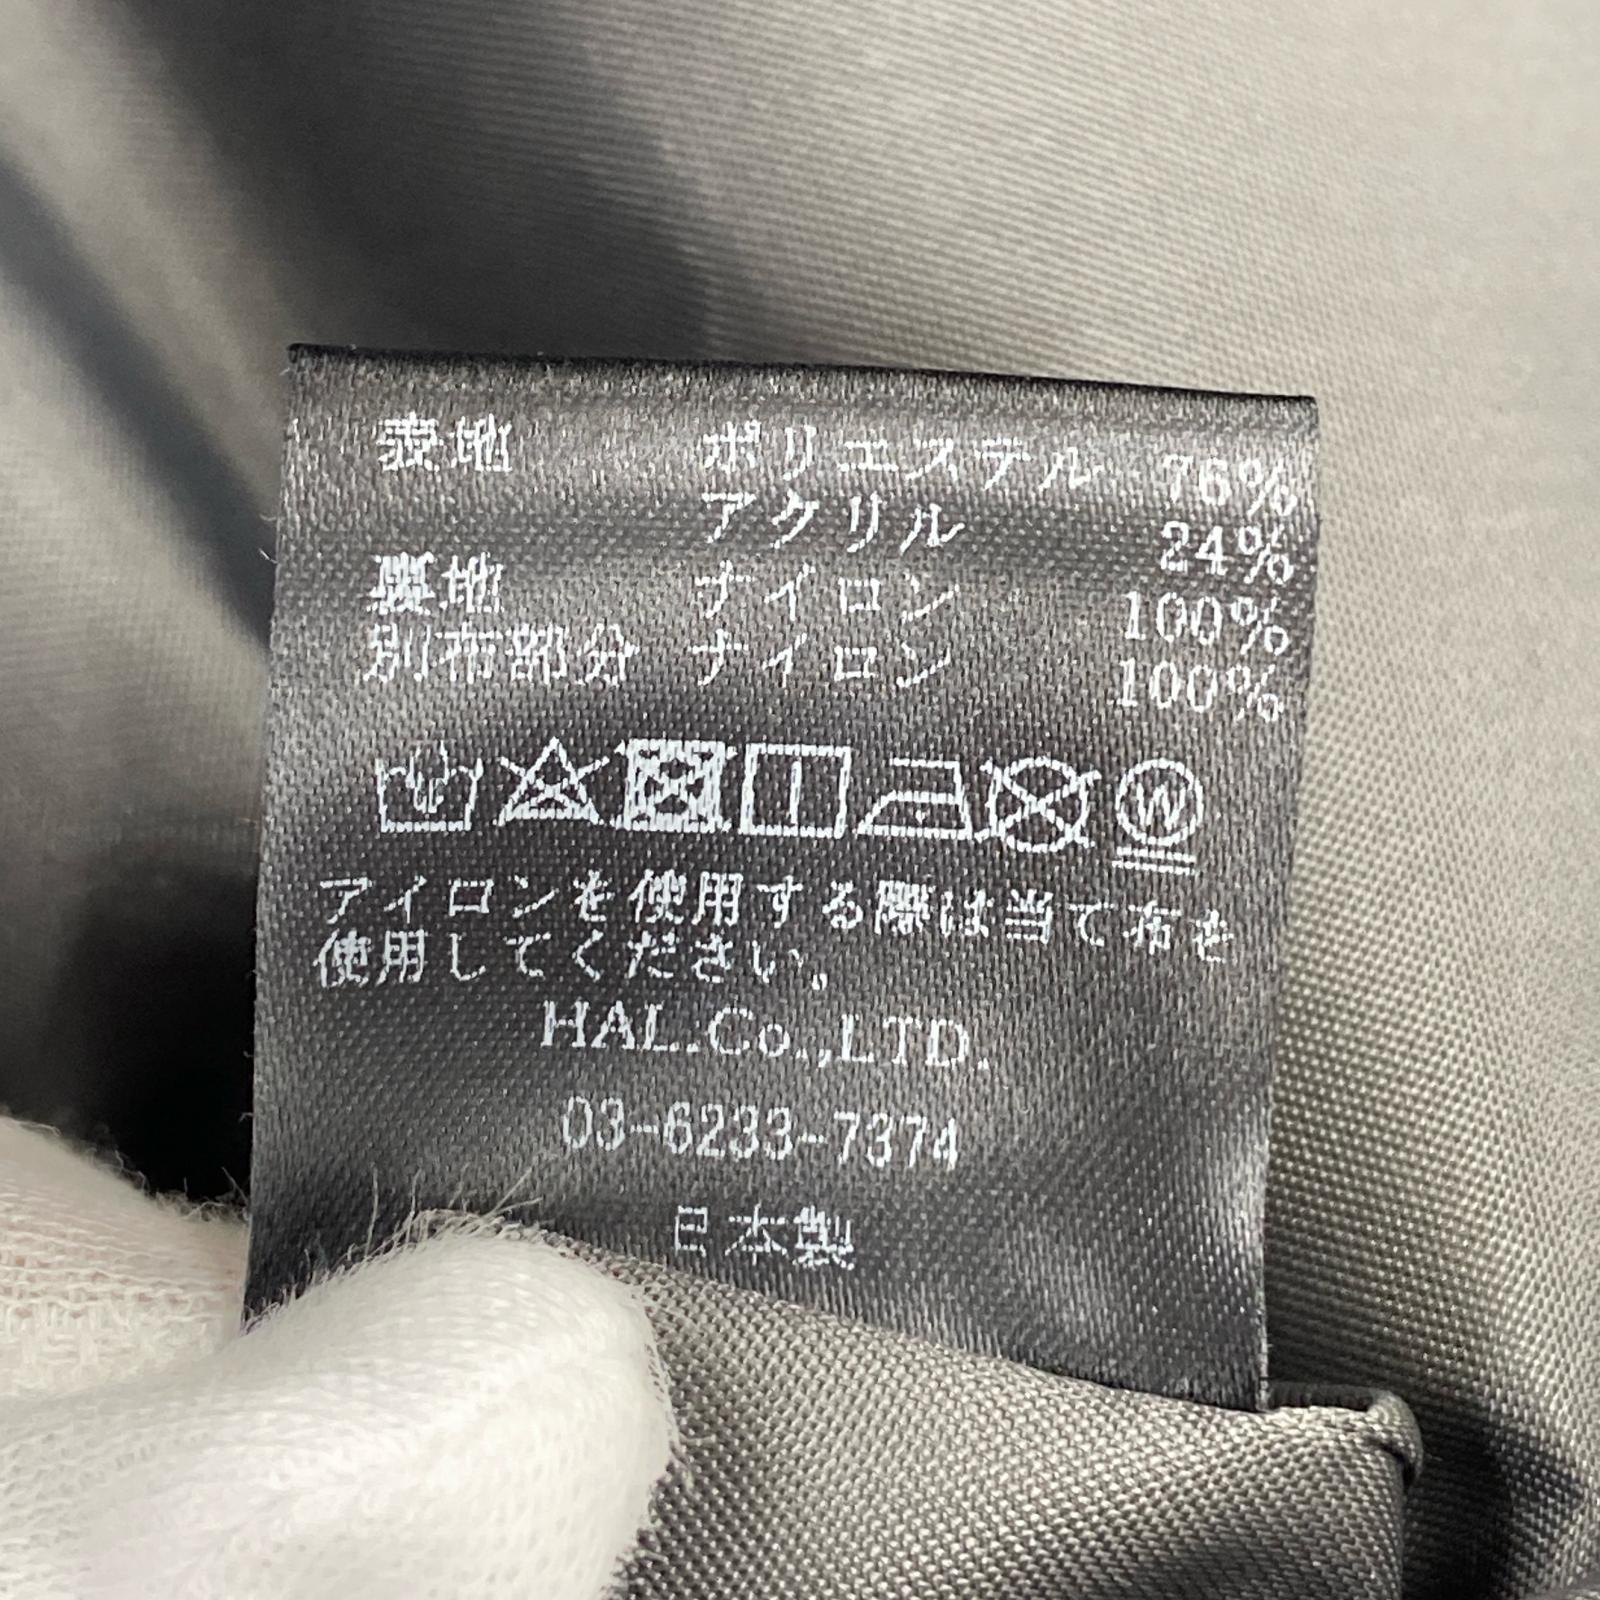 表地 ポリエステル 76%
アクリル 24%
裏地 ナイロン 100%
別布部分 ナイロン 100%
W
アイロンを使用する際は当て布を
使用してください。
HAL.Co.,LTD.
03-6233-7374
日本製